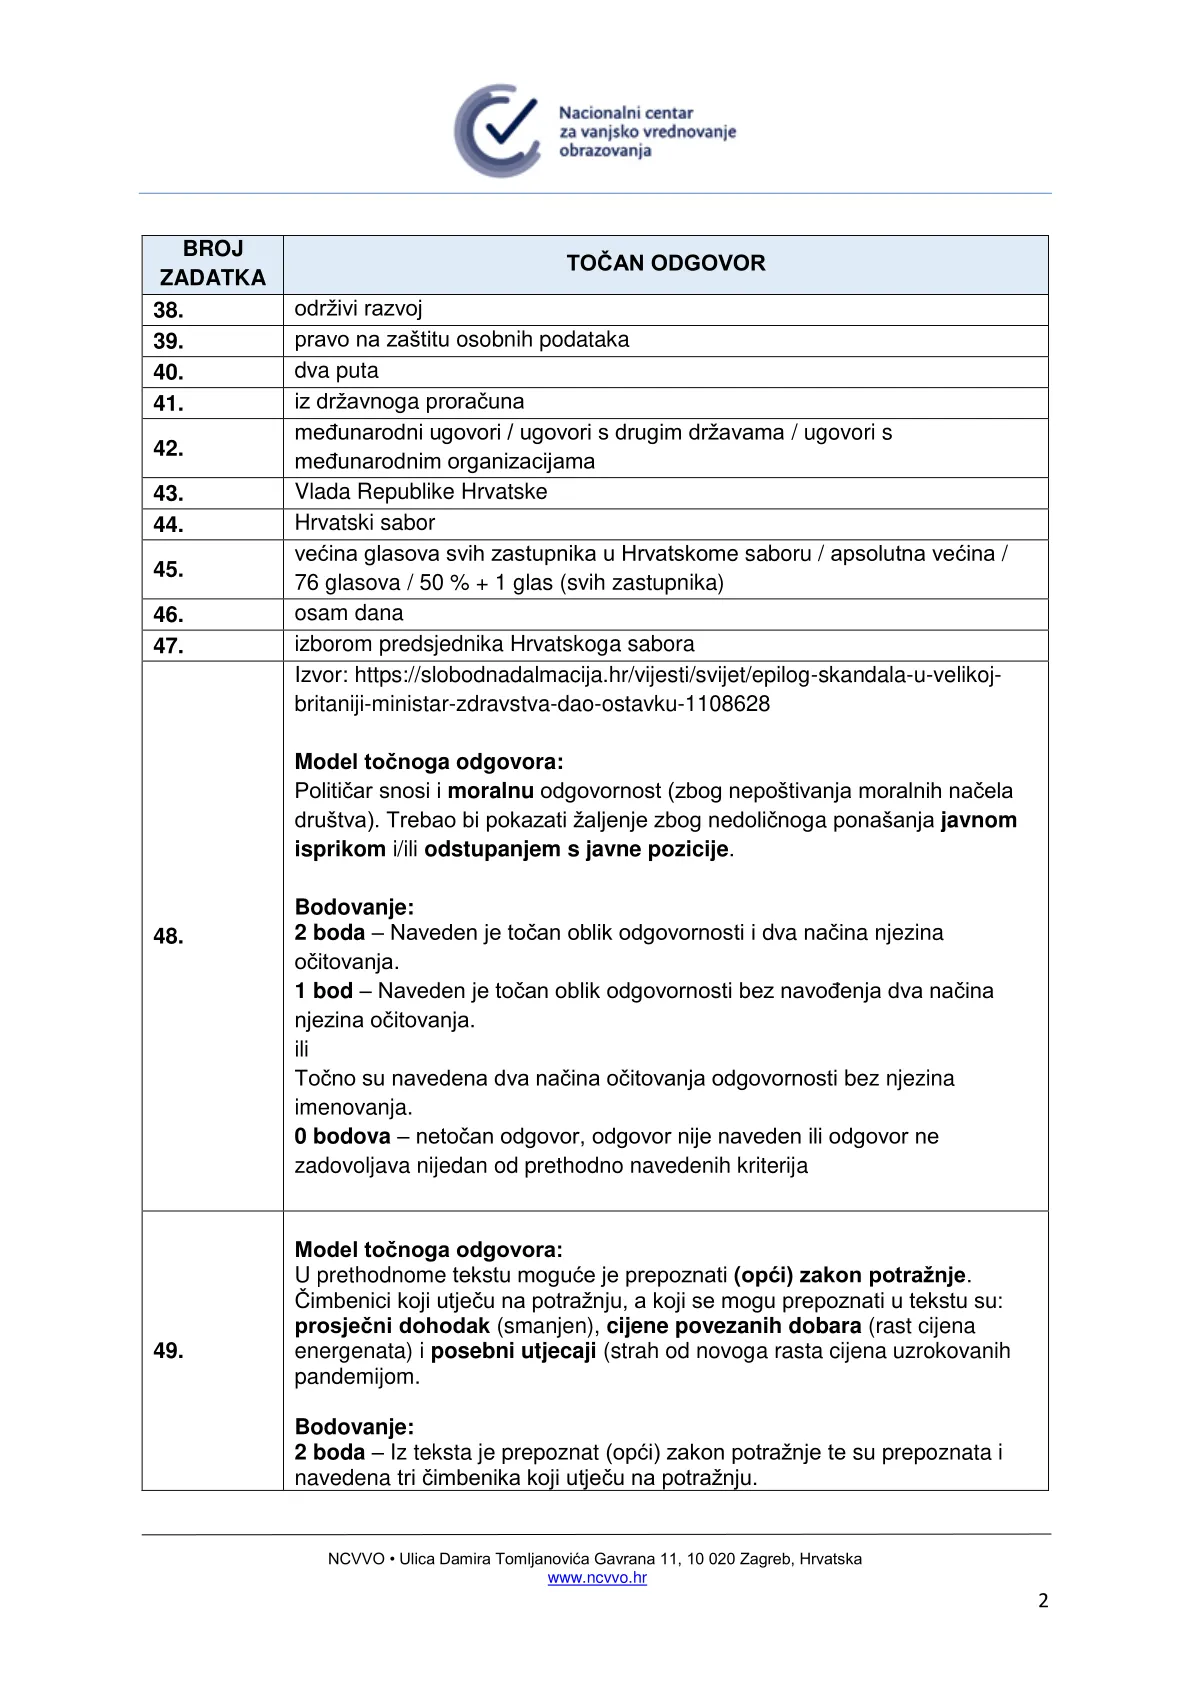 Nacionalni centar
za vanjsko vrednovanje
obrazovanja
BROJ
ZADATKA
TOČAN ODGOVOR
38.
održivi razvoj
39.
pravo na zaštitu osobnih podataka
40.
dva puta
41.
iz državnoga proračuna
42.
međunarodni ugovori / ugovori s drugim državama / ugovori s
međunarodnim organizacijama
43.
Vlada Republike Hrvatske
44.
Hrvatski sabor
45.
većina glasova svih zastupnika u Hrvatskome saboru / apsolutna većina /
76 glasova / 50 % + 1 glas (svih zastupnika)
46.
osam dana
47.
izborom predsjednika Hrvatskoga sabora
48.
Izvor: https://slobodnadalmacija.hr/vijesti/svijet/epilog-skandala-u-velikoj-
britaniji-ministar-zdravstva-dao-ostavku-1108628
Model točnoga odgovora:
Političar snosi i moralnu odgovornost (zbog nepoštivanja moralnih načela
društva). Trebao bi pokazati žaljenje zbog nedoličnoga ponašanja javnom
isprikom i/ili odstupanjem s javne pozicije.
Bodovanje:
2 boda – Naveden je točan oblik odgovornosti i dva načina njezina
očitovanja.
1 bod – Naveden je točan oblik odgovornosti bez navođenja dva načina
njezina očitovanja.
ili
Točno su navedena dva načina očitovanja odgovornosti bez njezina
imenovanja.
0 bodova – netočan odgovor, odgovor nije naveden ili odgovor ne
zadovoljava nijedan od prethodno navedenih kriterija
49.
Model točnoga odgovora:
U prethodnome tekstu moguće je prepoznati (opći) zakon potražnje.
Čimbenici koji utječu na potražnju, a koji se mogu prepoznati u tekstu su:
prosječni dohodak (smanjen), cijene povezanih dobara (rast cijena
energenata) i posebni utjecaji (strah od novoga rasta cijena uzrokovanih
pandemijom.
Bodovanje:
2 boda – Iz teksta je prepoznat (opći) zakon potražnje te su prepoznata i
navedena tri čimbenika koji utječu na potražnju.
NCVVO • Ulica Damira Tomljanovića Gavrana 11, 10 020 Zagreb, Hrvatska
www.ncvvo.hr
2